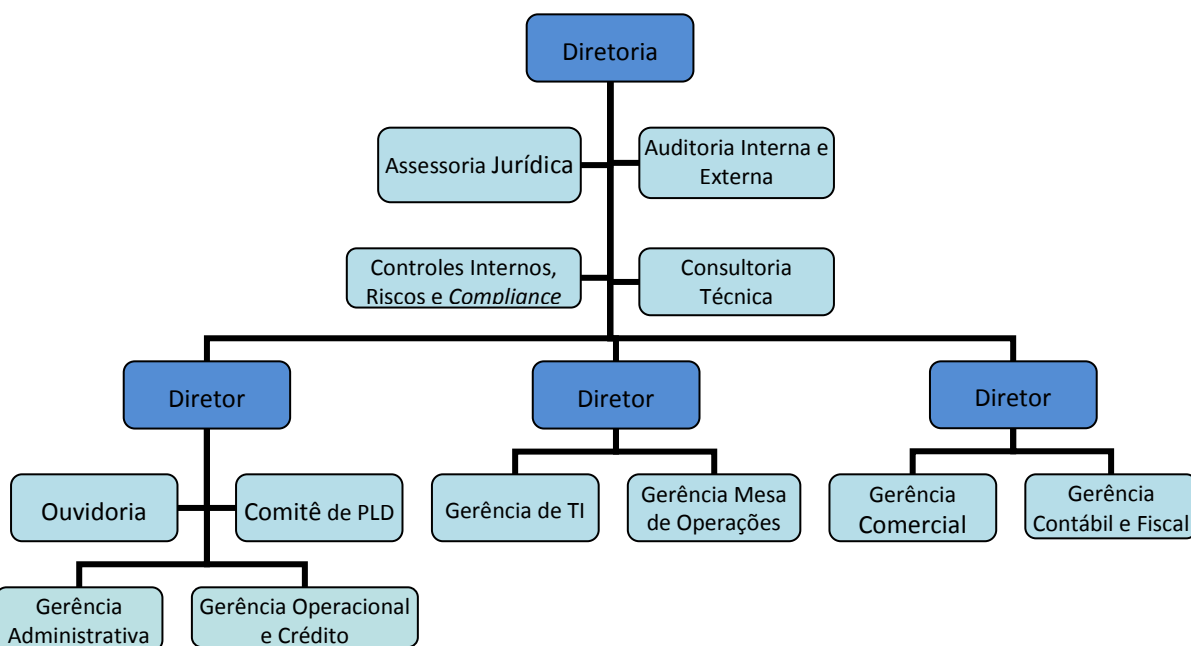 Diretoria
Assessoria Jurídica
Auditoria Interna e
Externa
Controles Internos,
Riscos e Compliance
Consultoria
Técnica
Diretor
Diretor
Diretor
Ouvidoria
Comitê de PLD
Gerência de TI
Gerência Mesa
de Operações
Gerência
Comercial
Gerência
Contábil e Fiscal
Gerência
Administrativa
Gerência Operacional
e Crédito